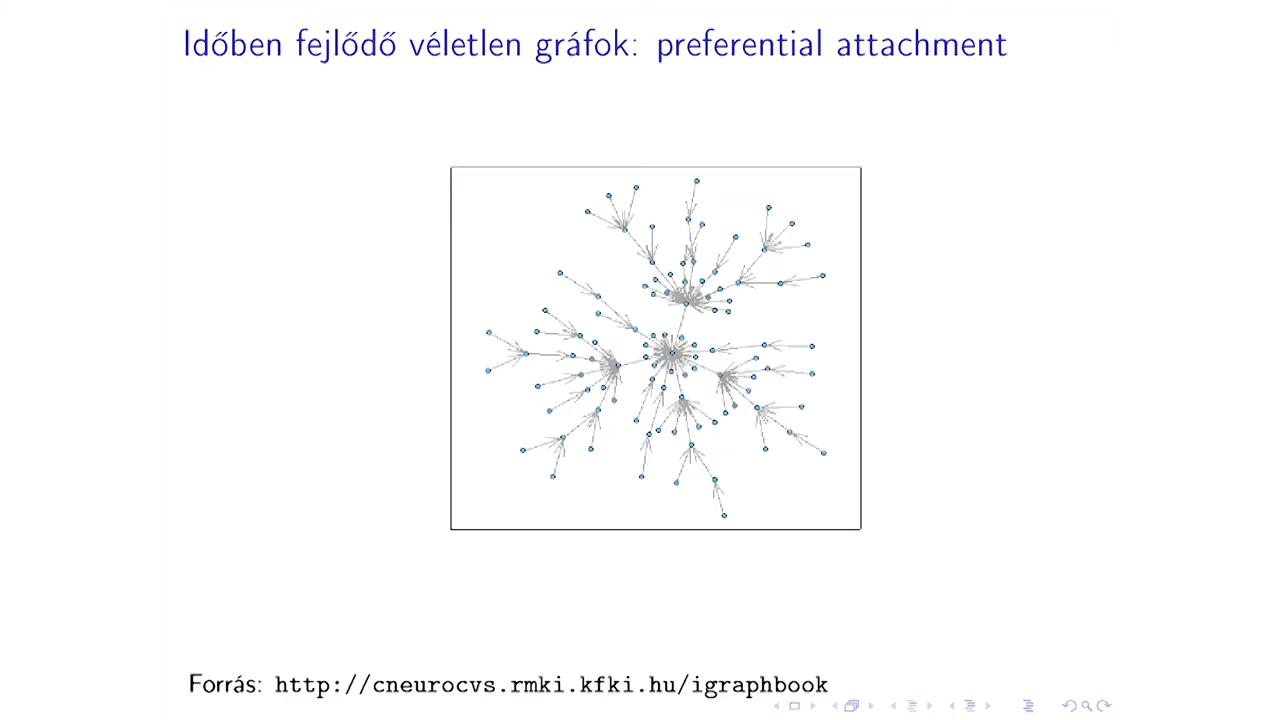 Időben fejlődő véletlen gráfok: preferential attachment
Forrás: http://cneurocvs.rmki.kfki.hu/igraphbook